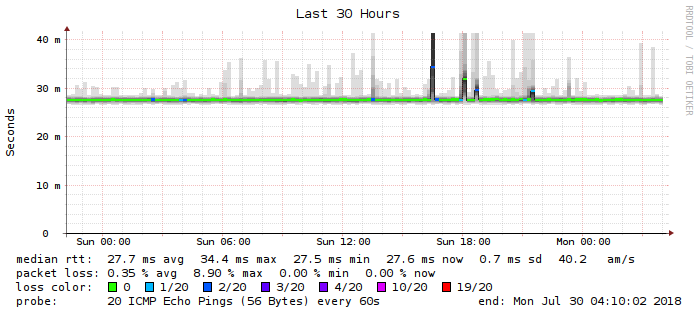 Last 30 Hours
RRDTOOL / TOBI OETIKER
Seconds
40 m
30 m
20 m
10 m
0
Sun 00:00 Sun 06:00 Sun 12:00 Sun 18:00 Mon 00:00
median rtt: 27.7 ms avg 34.4 ms max 27.5 ms min 27.6 ms now 0.7 ms sd 40.2 am/s
packet loss: 0.35 % avg 8.90 % max 0.00 % min 0.00 % now
loss color: 0 1/20 2/20 3/20 4/20 10/20 19/20
probe: 20 ICMP Echo Pings (56 Bytes) every 60s end: Mon Jul 30 04:10:02 2018